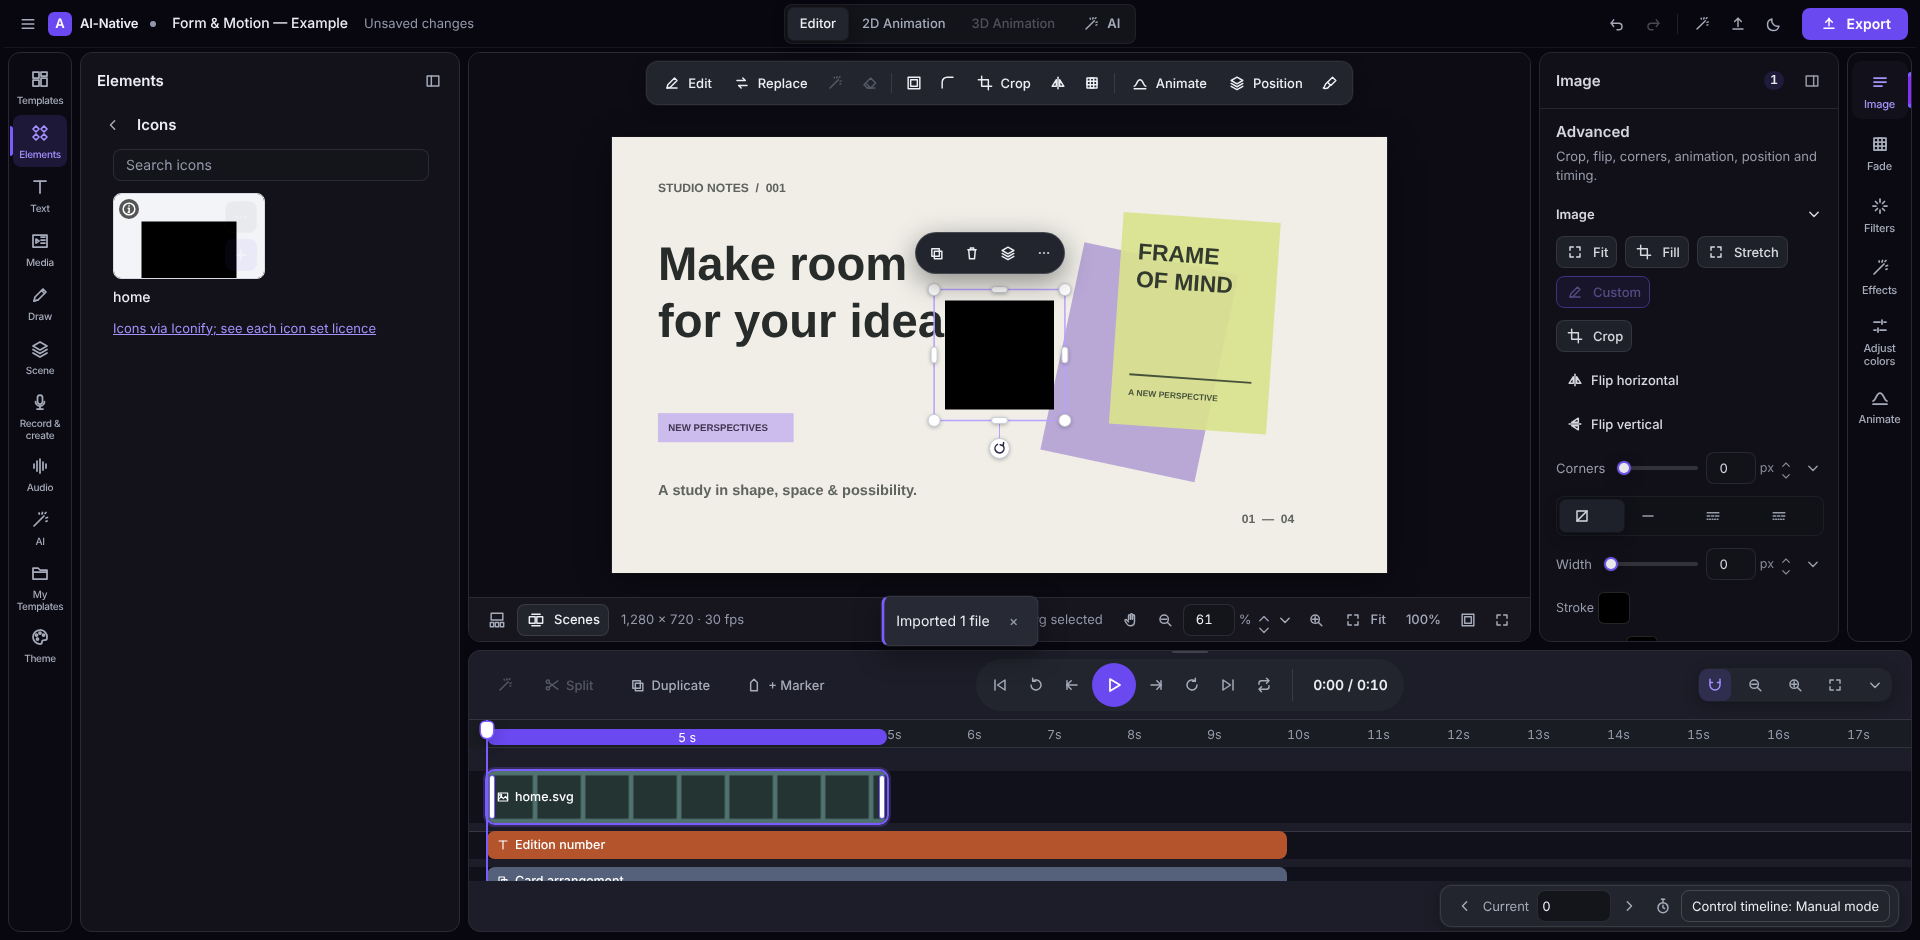 A AI-Native Form & Motion — Example Unsaved changes
Editor 2D Animation 3D Animation AI
Export
Templates
Elements
Text
Media
Draw
Scene
Record &
create
Audio
AI
My
Templates
Theme
Elements
Icons
Search icons
home
Icons via Iconify; see each icon set licence
Edit Replace Crop Animate Position
STUDIO NOTES / 001
Make room
for your idea
NEW PERSPECTIVES
A study in shape, space & possibility.
FRAME
OF MIND
A NEW PERSPECTIVE
01 — 04
Scenes 1,280 × 720 · 30 fps
Imported 1 file ×
g selected
61 %
Fit 100%
Image 1
Advanced
Crop, flip, corners, animation, position and
timing.
Image
Fit Fill Stretch
Custom
Crop
Flip horizontal
Flip vertical
Corners 0 px
Width 0 px
Stroke
Image
Fade
Filters
Effects
Adjust
colors
Animate
Split Duplicate + Marker
0:00 / 0:10
5 s 5s 6s 7s 8s 9s 10s 11s 12s 13s 14s 15s 16s 17s
home.svg
Edition number
Card arrangement
Current 0
Control timeline: Manual mode